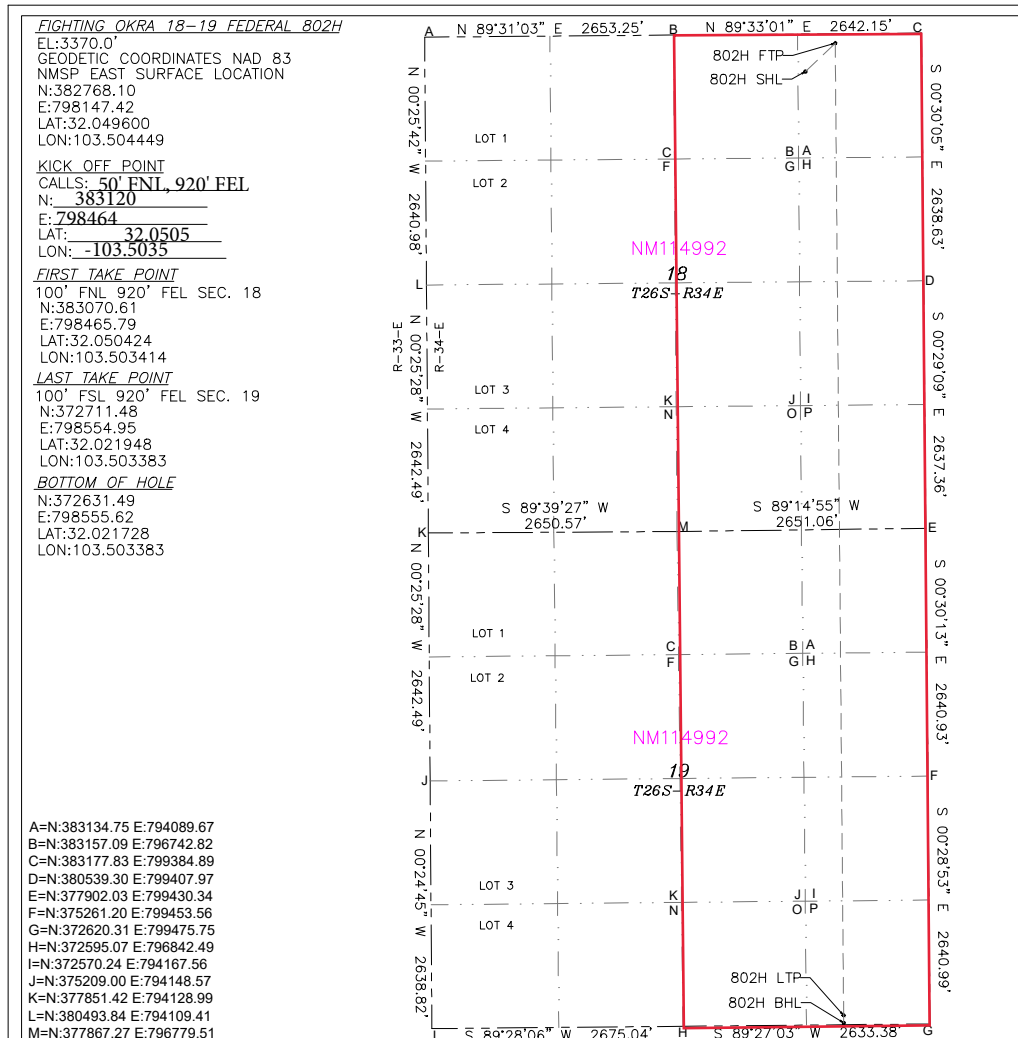 FIGHTING OKRA 18-19 FEDERAL 802H
EL:3370.0'
GEODETIC COORDINATES NAD 83
NMSP EAST SURFACE LOCATION
N:382768.10
E:798147.42
LAT:32.049600
LON:103.504449
KICK OFF POINT
CALLS: 50' FNL, 920' FEL
N: 383120
E: 798464
LAT: 32.0505
LON: -103.5035
FIRST TAKE POINT
100' FNL 920' FEL SEC. 18
N:383070.61
E:798465.79
LAT:32.050424
LON:103.503414
LAST TAKE POINT
100' FSL 920' FEL SEC. 19
N:372711.48
E:798554.95
LAT:32.021948
LON:103.503383
BOTTOM OF HOLE
N:372631.49
E:798555.62
LAT:32.021728
LON:103.503383
A=N:383134.75 E:794089.67
B=N:383157.09 E:796742.82
C=N:383177.83 E:799384.89
D=N:380539.30 E:799407.97
E=N:377902.03 E:799430.34
F=N:375261.20 E:799453.56
G=N:372620.31 E:799475.75
H=N:372595.07 E:796842.49
I=N:372570.24 E:794167.56
J=N:375209.00 E:794148.57
K=N:377851.42 E:794128.99
L=N:380493.84 E:794109.41
M=N:377867.27 E:796779.51
A N 89°31'03" E 2653.25' B N 89°33'01" E 2642.15' C
802H FTP
802H SHL
N 00°25'42" W 2640.98'
S 00°30'05" E 2638.63'
LOT 1
C
B A
F
G H
LOT 2
NM114992
L
18
D
T26S-R34E
R-33-E
R-34-E
N 00°25'28" W 2642.49'
S 00°29'09" E 2637.36'
LOT 3
K
J I
N
O P
LOT 4
S 89°39'27" W
2650.57'
S 89°14'55" W
2651.06'
K
M
E
N 00°25'28" W 2642.49'
S 00°30'13" E 2640.93'
LOT 1
C
B A
F
G H
LOT 2
NM114992
J
19
F
T26S-R34E
N 00°24'45" W 2638.82'
S 00°28'53" E 2640.99'
LOT 3
K
J I
N
O P
LOT 4
802H LTP
802H BHL
I S 89°28'06" W 2675.04' H S 89°27'03" W 2633.38' G